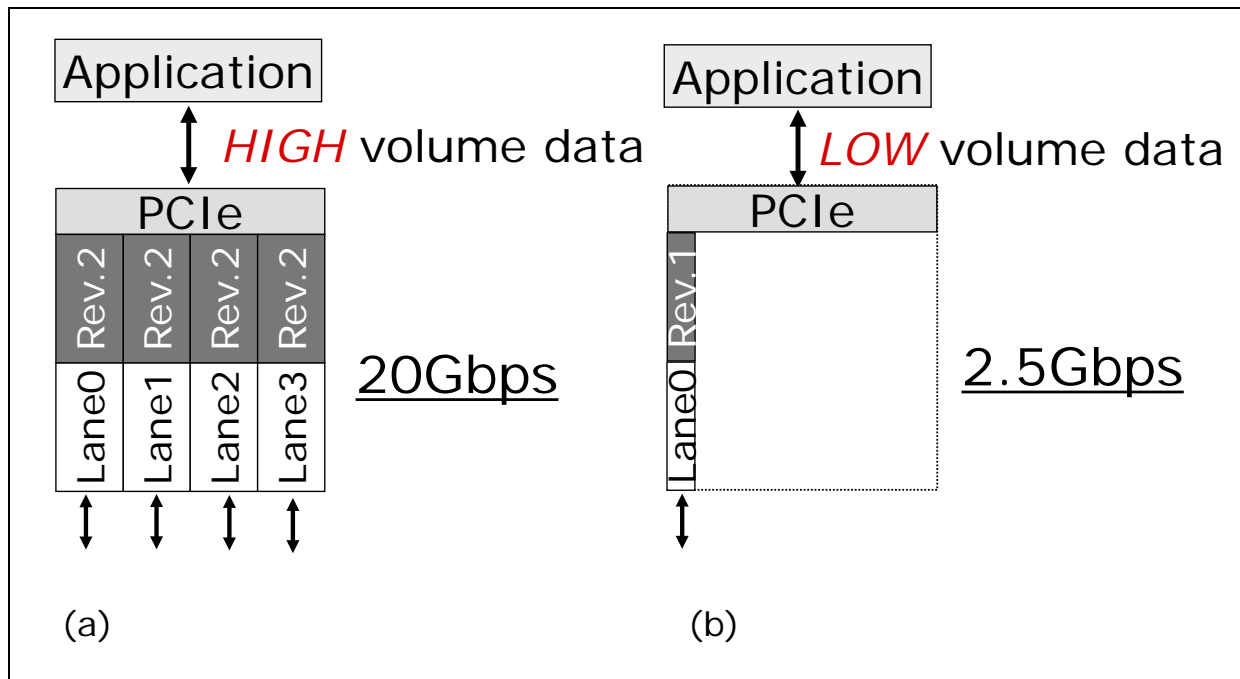 Application
HIGH volume data
PCIe
Rev.2
Rev.2
Rev.2
Rev.2
Lane0
Lane1
Lane2
Lane3
20Gbps
(a)
Application
LOW volume data
PCIe
Rev.1
Lane0
2.5Gbps
(b)